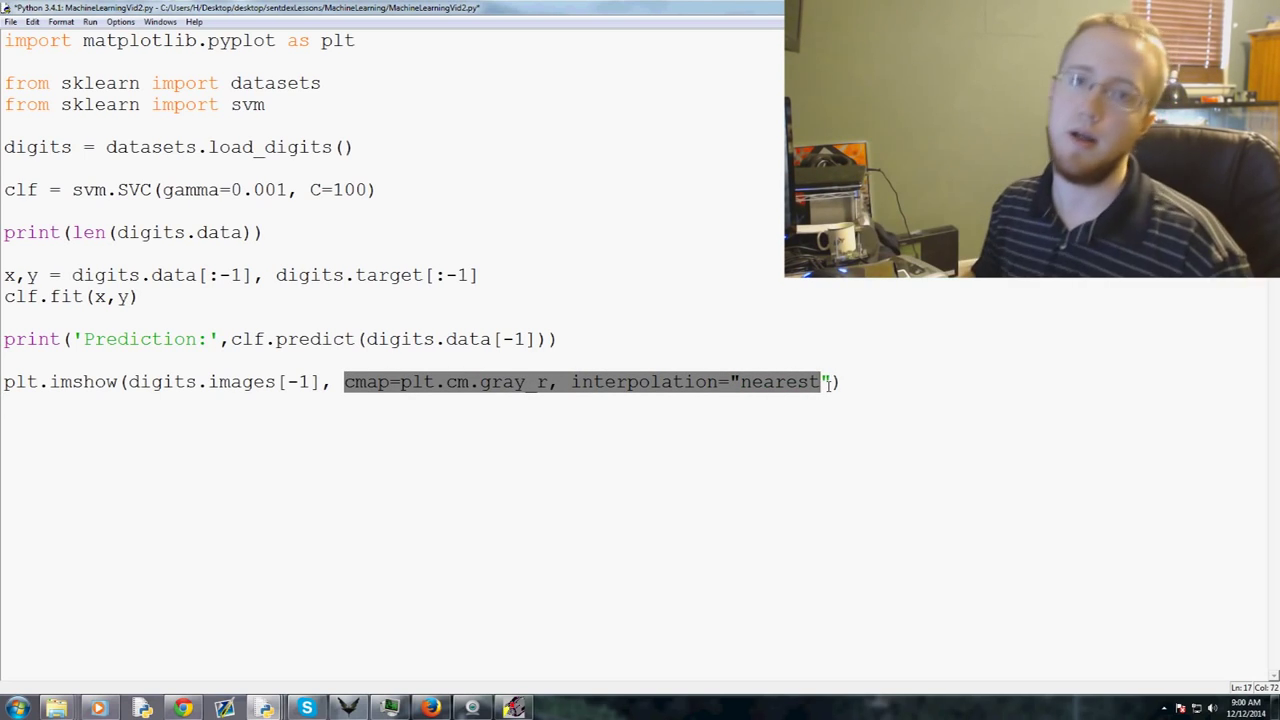 *Python 3.4.1: MachineLearningVid2.py - C:/Users/H/Desktop/desktop/sentdexLessons/MachineLearning/MachineLearningVid2.py*
File Edit Format Run Options Windows Help
import matplotlib.pyplot as plt
from sklearn import datasets
from sklearn import svm
digits = datasets.load_digits()
clf = svm.SVC(gamma=0.001, C=100)
print(len(digits.data))
x,y = digits.data[:-1], digits.target[:-1]
clf.fit(x,y)
print('Prediction:',clf.predict(digits.data[-1]))
plt.imshow(digits.images[-1], cmap=plt.cm.gray_r, interpolation="nearest")
Ln: 17 Col: 72
9:00 AM
12/12/2014